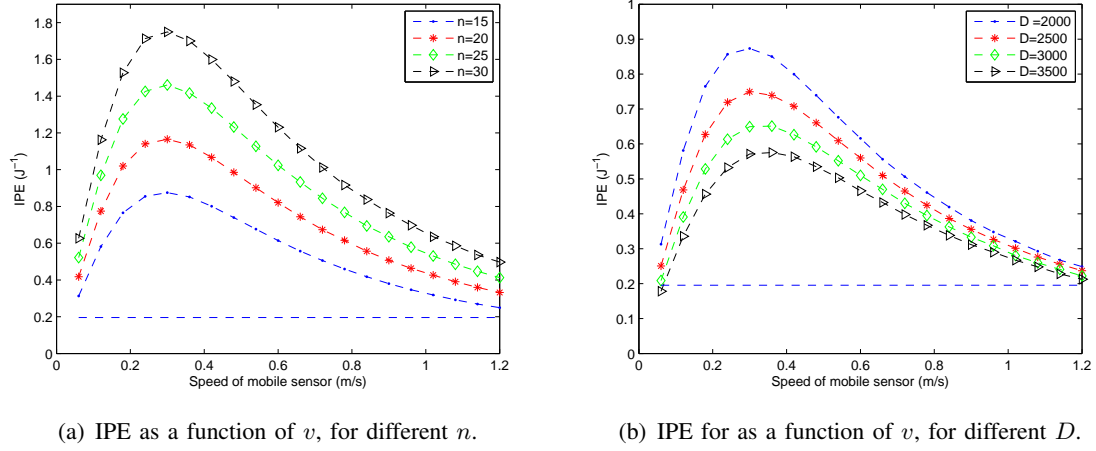 1.8
1.6
1.4
1.2
1
0.8
0.6
0.4
0.2
0
IPE (J⁻¹)
0 0.2 0.4 0.6 0.8 1 1.2
Speed of mobile sensor (m/s)
n=15
n=20
n=25
n=30
(a) IPE as a function of v, for different n.
1
0.9
0.8
0.7
0.6
0.5
0.4
0.3
0.2
0.1
0
IPE (J⁻¹)
0 0.2 0.4 0.6 0.8 1 1.2
Speed of mobile sensor (m/s)
D =2000
D=2500
D=3000
D=3500
(b) IPE for as a function of v, for different D.